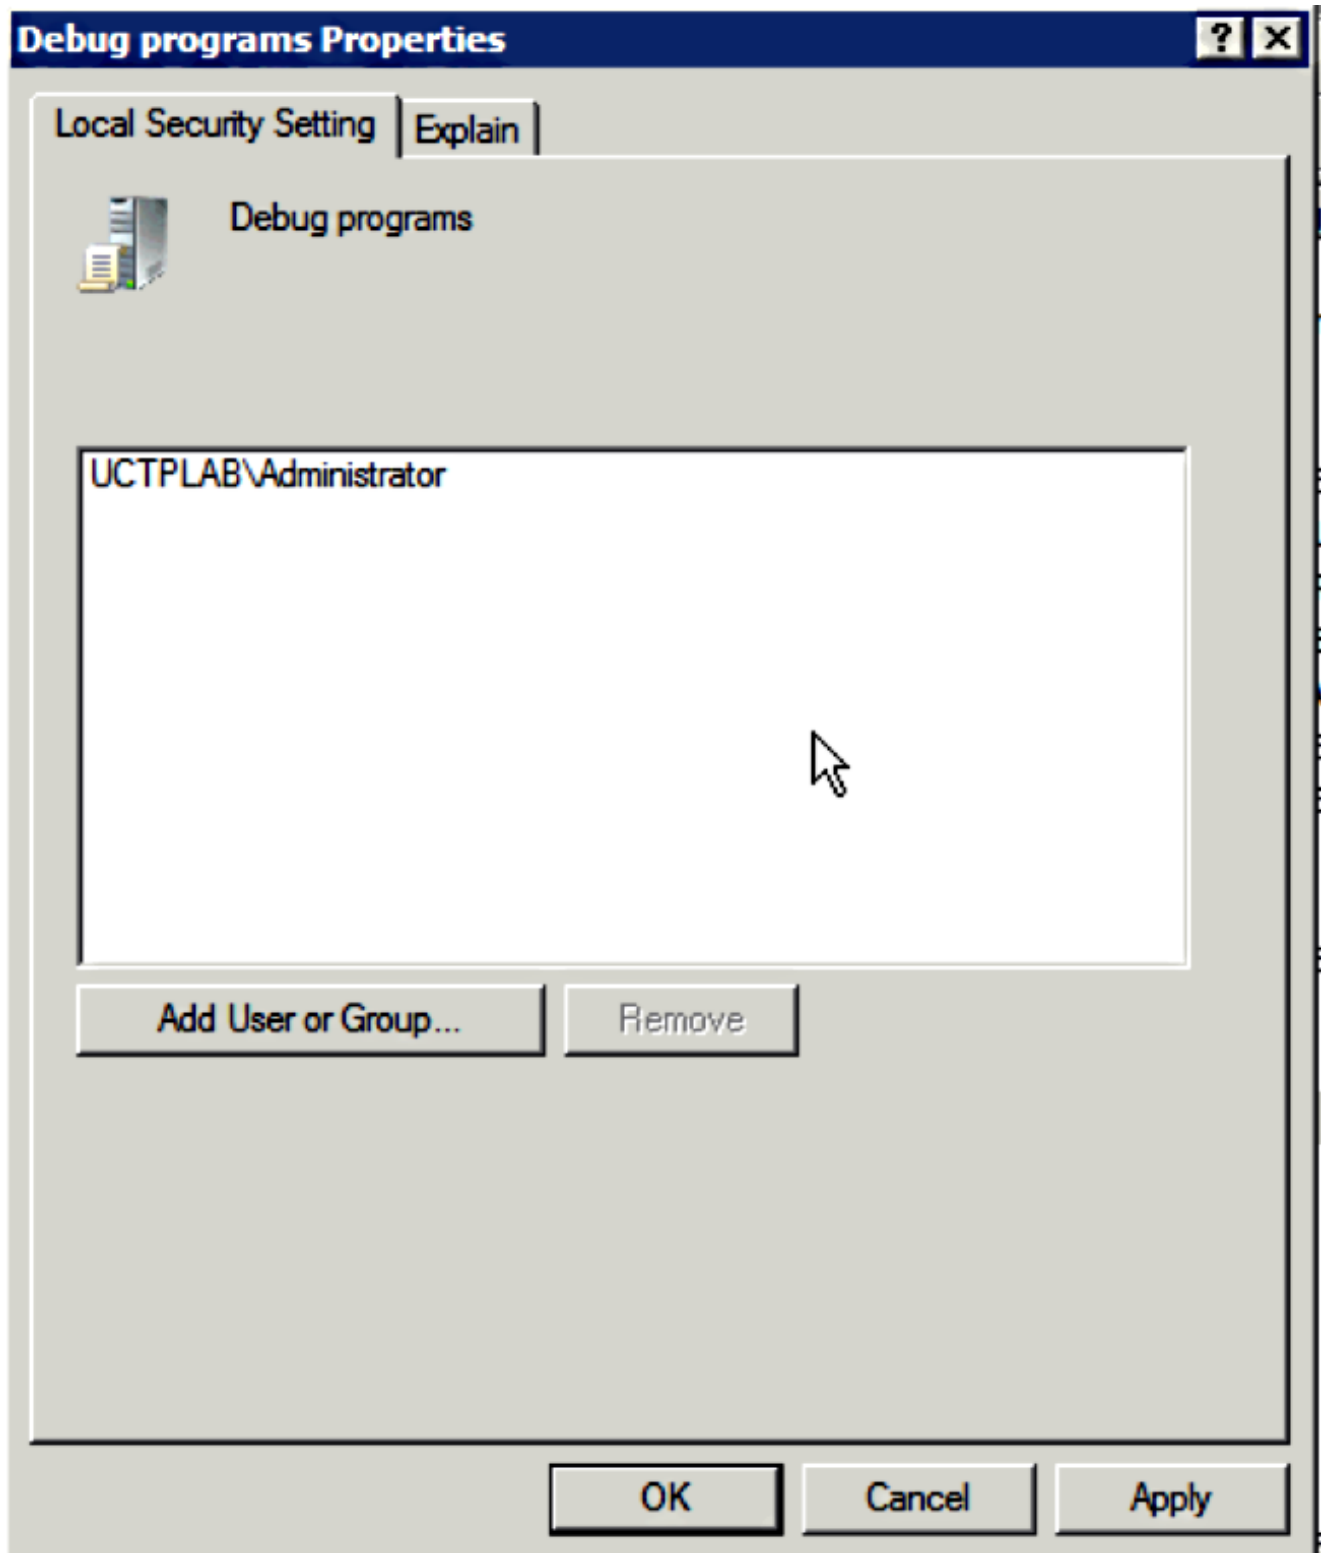 Debug programs Properties
Local Security Setting
Explain
Debug programs
UCTPLAB\Administrator
Add User or Group...
Remove
OK
Cancel
Apply